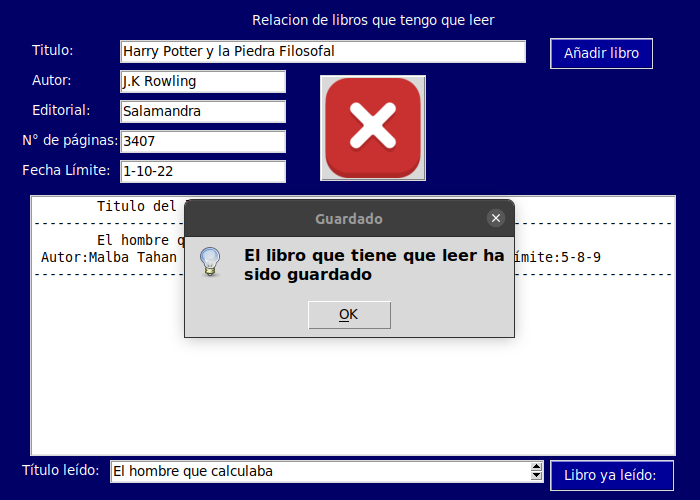 Relacion de libros que tengo que leer
Titulo: Harry Potter y la Piedra Filosofal Añadir libro
Autor: J.K Rowling
Editorial: Salamandra
N° de páginas: 3407
Fecha Límite: 1-10-22
Titulo del
Guardado
El hombre
Autor:Malba Tahan ímite:5-8-9
El libro que tiene que leer ha
sido guardado
OK
Título leído: El hombre que calculaba Libro ya leído: